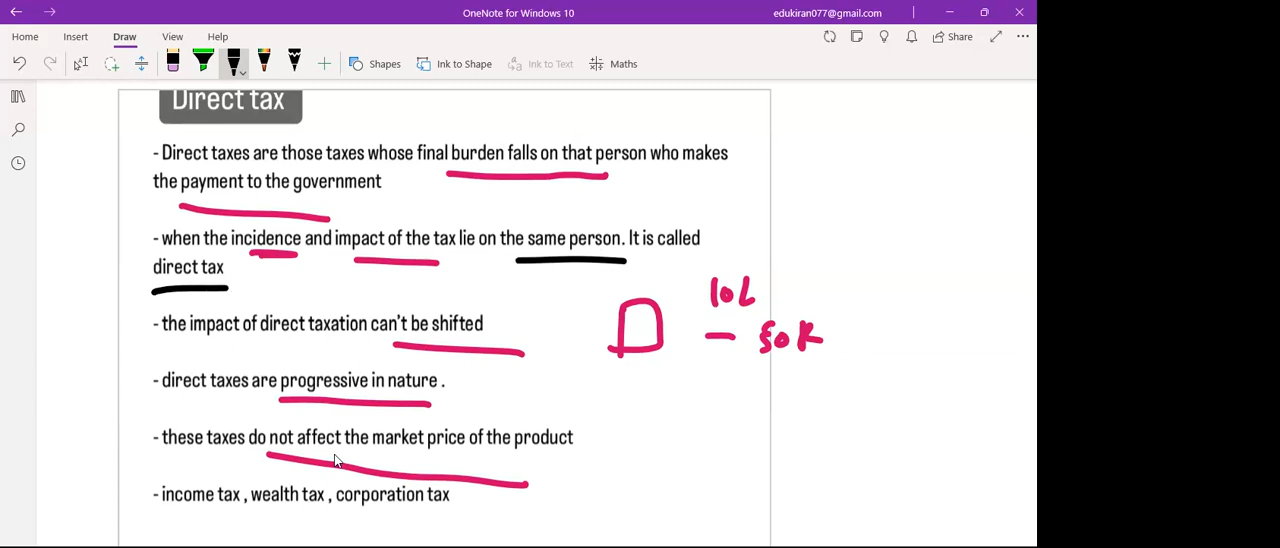 OneNote for Windows 10
edukiran077@gmail.com
Home Insert Draw View Help
Share
Shapes Ink to Shape Ink to Text Maths
Direct tax
- Direct taxes are those taxes whose final burden falls on that person who makes
the payment to the government
- when the incidence and impact of the tax lie on the same person. It is called
direct tax
- the impact of direct taxation can't be shifted
10L
- 50K
- direct taxes are progressive in nature .
- these taxes do not affect the market price of the product
- income tax , wealth tax , corporation tax